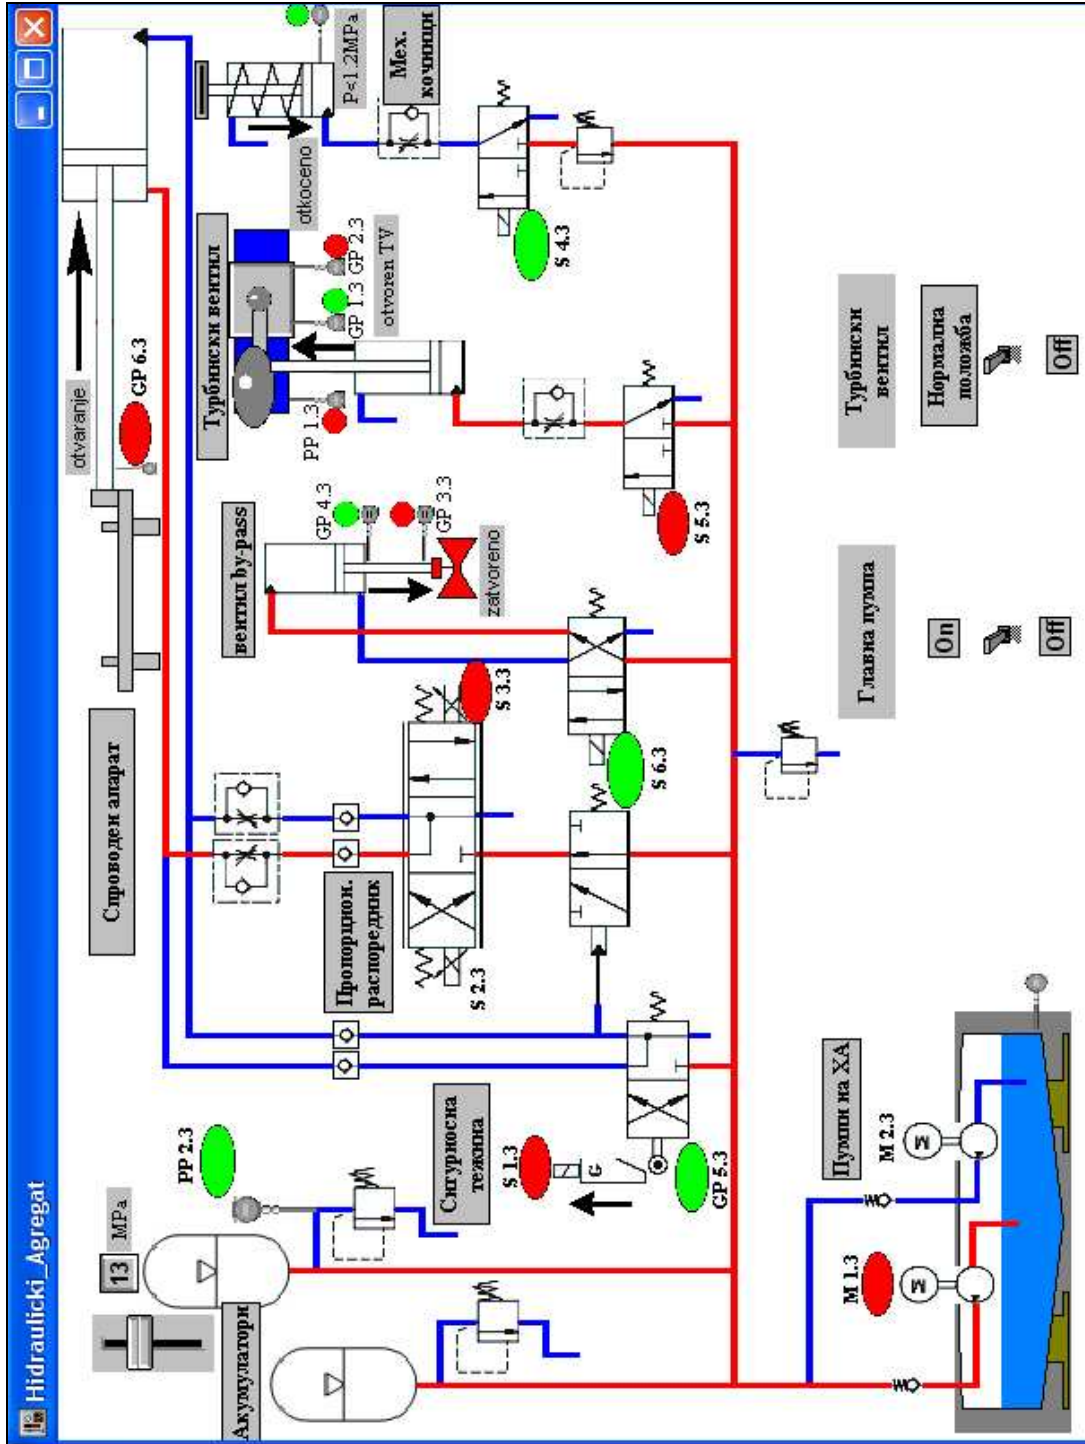 Hidraulicki_Agregat
13
MPa
PP 2.3
Акумулатори
Сигурносна
тежина
S 1.3
G
GP 5.3
Спроводен апарат
otvaranje
GP 6.3
Пропорцион.
распоредник
S 2.3
S 3.3
вентил by-pass
GP 4.3
GP 3.3
zatvoreno
S 6.3
Турбински вентил
PP 1.3
GP 1.3
GP 2.3
otvoren TV
S 5.3
otkoceno
P<1.2MPa
Мех.
кочници
S 4.3
Пумпи на ХА
M 1.3
M
M 2.3
M
Главна пумпа
On
Off
Турбински
вентил
Нормална
положба
Off